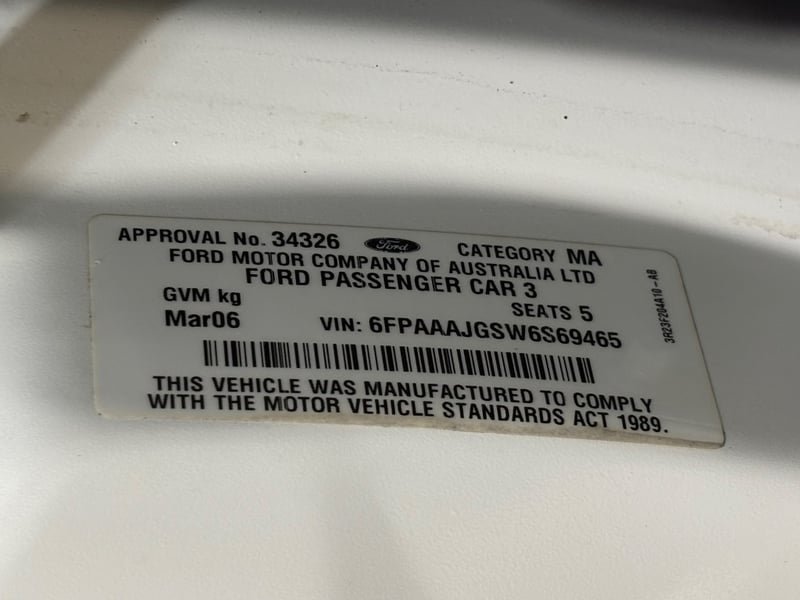 APPROVAL No. 34326 Ford CATEGORY MA
FORD MOTOR COMPANY OF AUSTRALIA LTD
FORD PASSENGER CAR 3
GVM kg SEATS 5
Mar06 VIN: 6FPAAAJGSW6S69465
THIS VEHICLE WAS MANUFACTURED TO COMPLY
WITH THE MOTOR VEHICLE STANDARDS ACT 1989.
3R23F204A10-AB